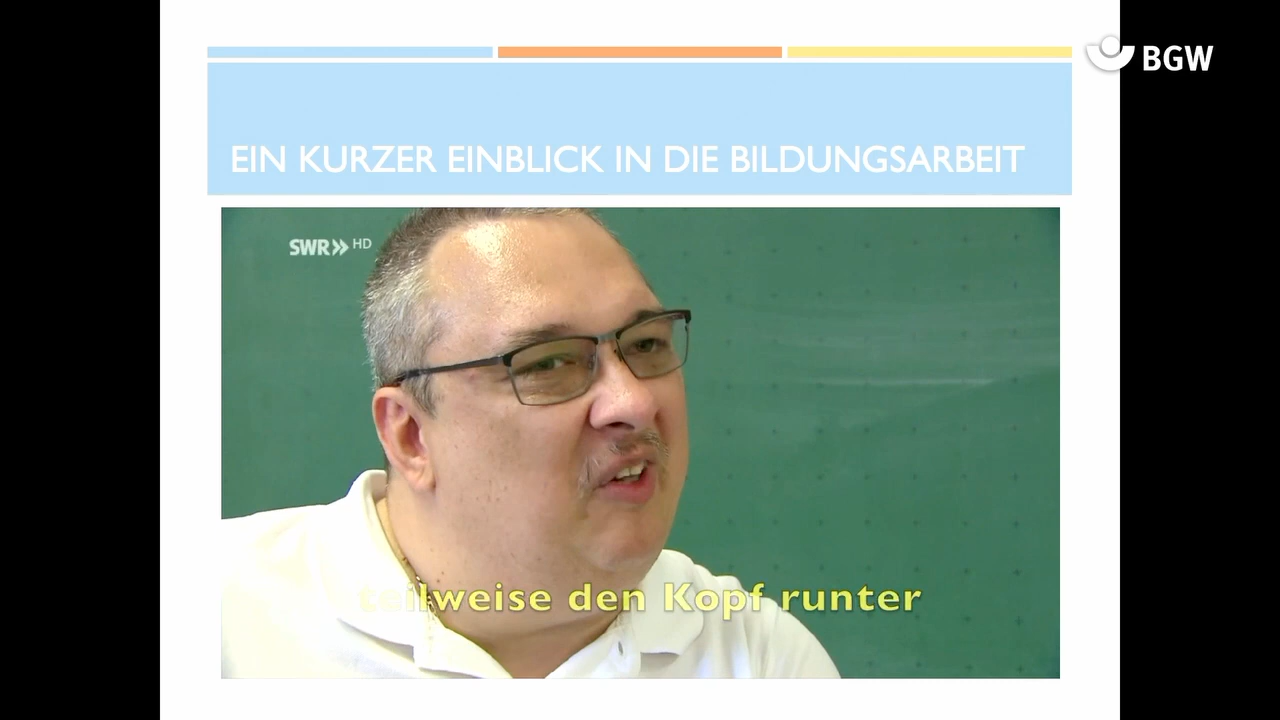 BGW
EIN KURZER EINBLICK IN DIE BILDUNGSARBEIT
SWR HD
teilweise den Kopf runter